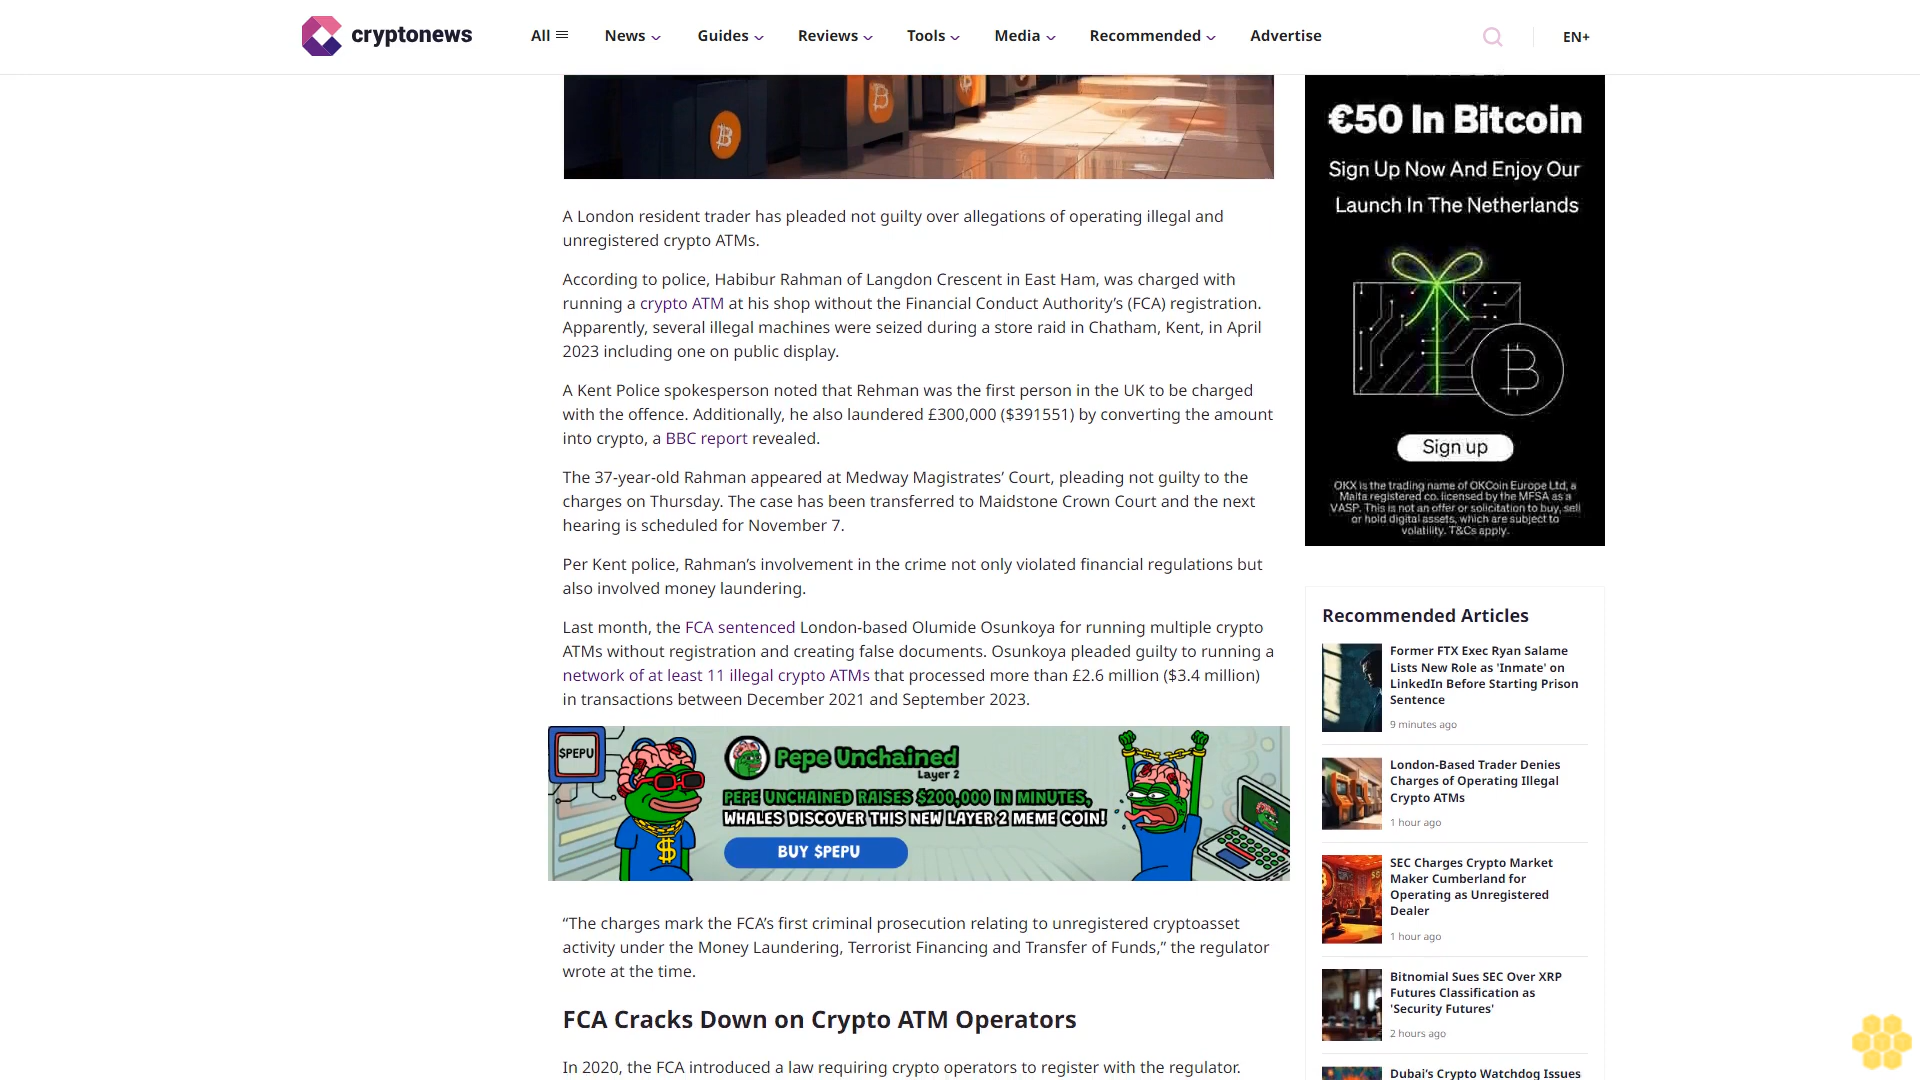 cryptonews
All
News
Guides
Reviews
Tools
Media
Recommended
Advertise
EN+
A London resident trader has pleaded not guilty over allegations of operating illegal and
unregistered crypto ATMs.
According to police, Habibur Rahman of Langdon Crescent in East Ham, was charged with
running a crypto ATM at his shop without the Financial Conduct Authority’s (FCA) registration.
Apparently, several illegal machines were seized during a store raid in Chatham, Kent, in April
2023 including one on public display.
A Kent Police spokesperson noted that Rehman was the first person in the UK to be charged
with the offence. Additionally, he also laundered £300,000 ($391551) by converting the amount
into crypto, a BBC report revealed.
The 37-year-old Rahman appeared at Medway Magistrates’ Court, pleading not guilty to the
charges on Thursday. The case has been transferred to Maidstone Crown Court and the next
hearing is scheduled for November 7.
Per Kent police, Rahman’s involvement in the crime not only violated financial regulations but
also involved money laundering.
Last month, the FCA sentenced London-based Olumide Osunkoya for running multiple crypto
ATMs without registration and creating false documents. Osunkoya pleaded guilty to running a
network of at least 11 illegal crypto ATMs that processed more than £2.6 million ($3.4 million)
in transactions between December 2021 and September 2023.
$PEPU
Pepe Unchained
Layer 2
PEPE UNCHAINED RAISES $200,000 IN MINUTES,
WHALES DISCOVER THIS NEW LAYER 2 MEME COIN!
BUY $PEPU
“The charges mark the FCA’s first criminal prosecution relating to unregistered cryptoasset
activity under the Money Laundering, Terrorist Financing and Transfer of Funds,” the regulator
wrote at the time.
FCA Cracks Down on Crypto ATM Operators
In 2020, the FCA introduced a law requiring crypto operators to register with the regulator.
€50 In Bitcoin
Sign Up Now And Enjoy Our
Launch In The Netherlands
Sign up
OKX is the trading name of OKCoin Europe Ltd, a
Malta registered co. licensed by the MFSA as a
VASP. This is not an offer or solicitation to buy, sell
or hold digital assets, which are subject to
volatility. T&Cs apply.
Recommended Articles
Former FTX Exec Ryan Salame
Lists New Role as 'Inmate' on
LinkedIn Before Starting Prison
Sentence
9 minutes ago
London-Based Trader Denies
Charges of Operating Illegal
Crypto ATMs
1 hour ago
SEC Charges Crypto Market
Maker Cumberland for
Operating as Unregistered
Dealer
1 hour ago
Bitnomial Sues SEC Over XRP
Futures Classification as
'Security Futures'
2 hours ago
Dubai's Crypto Watchdog Issues